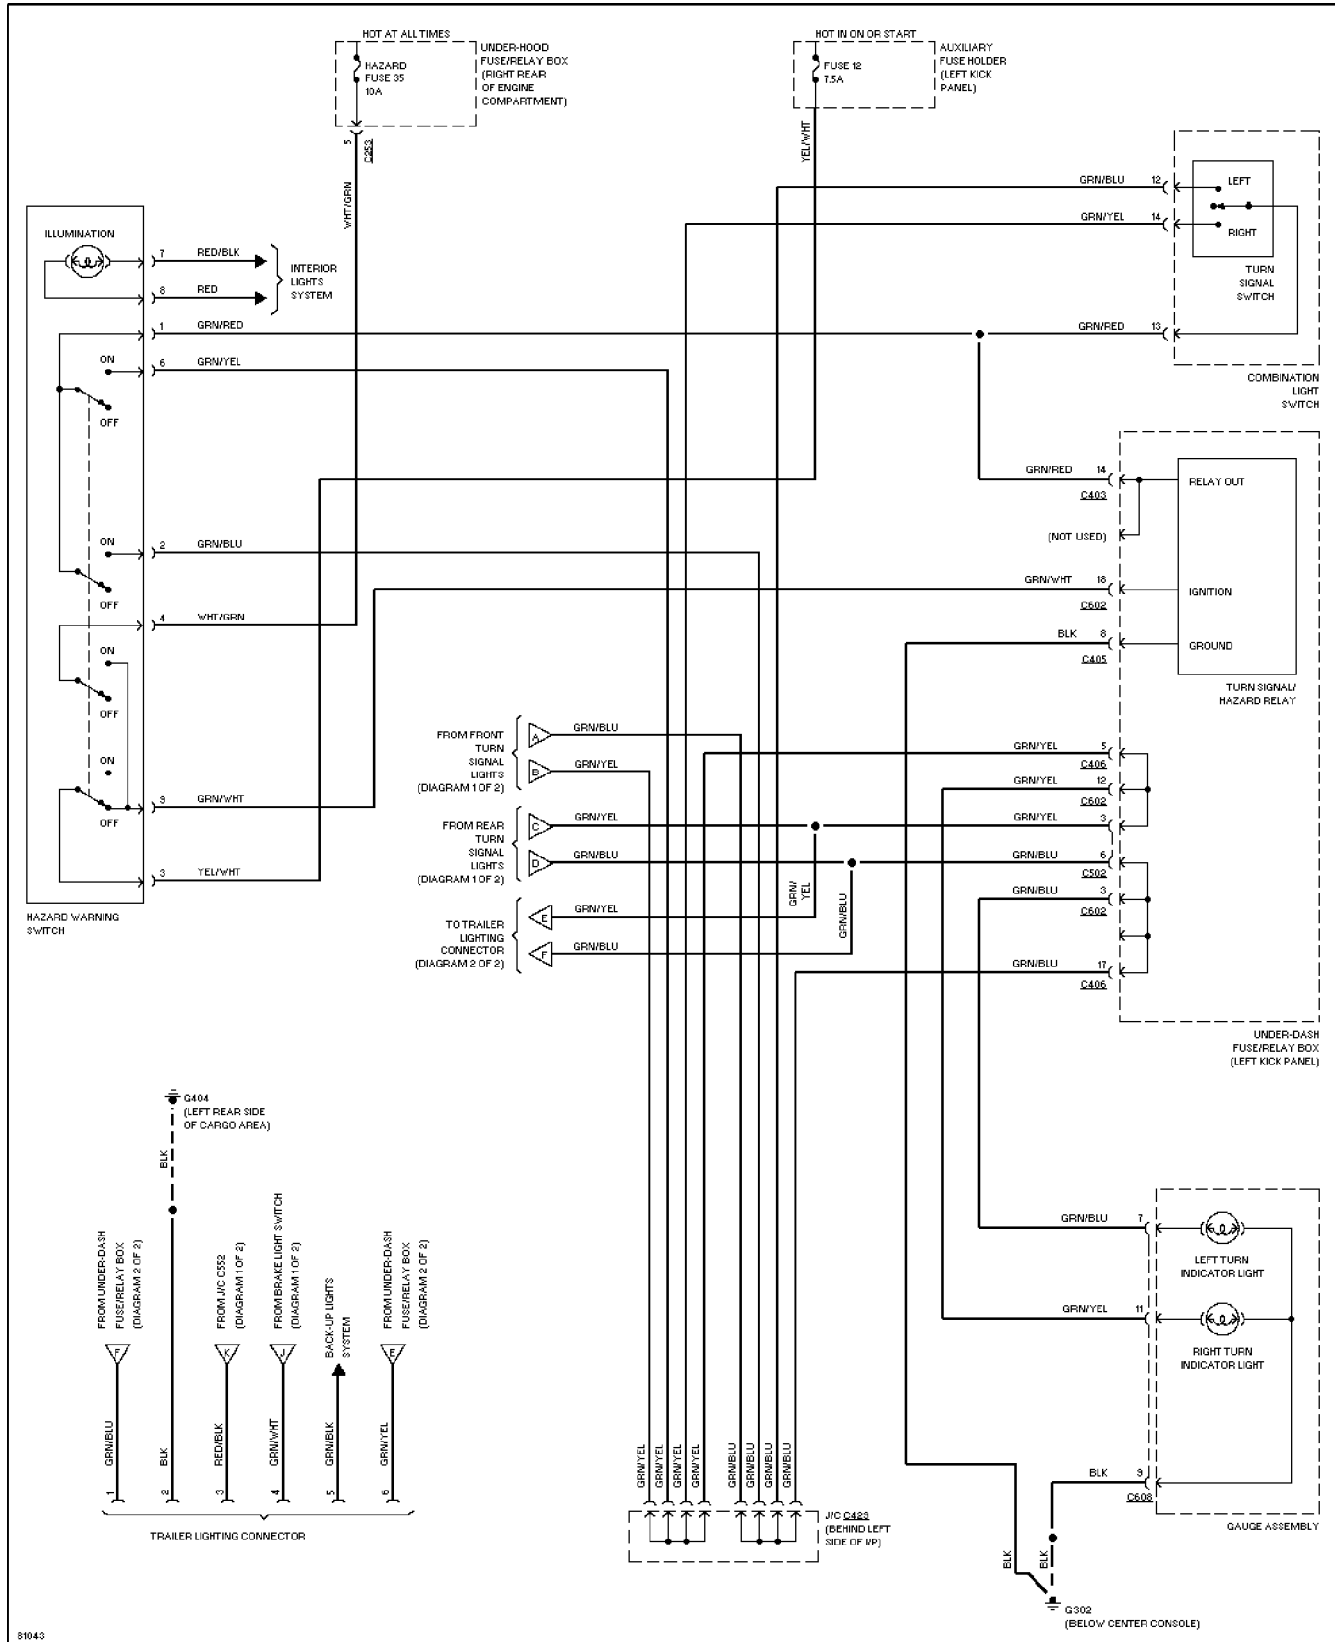 HOT AT ALL TIMES
HAZARD
FUSE 35
10A
UNDER-HOOD
FUSE/RELAY BOX
(RIGHT REAR
OF ENGINE
COMPARTMENT)
5
C253
WHT/GRN
HOT IN ON OR START
FUSE 12
7.5A
AUXILIARY
FUSE HOLDER
(LEFT KICK
PANEL)
YEL/WHT
GRN/BLU 12
GRN/YEL 14
LEFT
RIGHT
TURN
SIGNAL
SWITCH
GRN/RED 13
COMBINATION
LIGHT
SWITCH
ILLUMINATION
7 RED/BLK
8 RED
INTERIOR
LIGHTS
SYSTEM
1 GRN/RED
ON
6 GRN/YEL
OFF
ON
2 GRN/BLU
OFF
4 WHT/GRN
ON
OFF
ON
9 GRN/WHT
OFF
3 YEL/WHT
HAZARD WARNING
SWITCH
GRN/RED 14
C403
RELAY OUT
(NOT USED)
GRN/WHT 18
C602
IGNITION
BLK 8
C405
GROUND
TURN SIGNAL/
HAZARD RELAY
FROM FRONT
TURN
SIGNAL
LIGHTS
(DIAGRAM 1 OF 2)
A GRN/BLU
B GRN/YEL
FROM REAR
TURN
SIGNAL
LIGHTS
(DIAGRAM 1 OF 2)
C GRN/YEL
D GRN/BLU
TO TRAILER
LIGHTING
CONNECTOR
(DIAGRAM 2 OF 2)
E GRN/YEL
F GRN/BLU
GRN/
YEL
GRN/BLU
GRN/YEL 5
C406
GRN/YEL 12
C602
GRN/YEL 3
GRN/BLU 6
C502
GRN/BLU 3
C602
GRN/BLU 17
C406
UNDER-DASH
FUSE/RELAY BOX
(LEFT KICK PANEL)
G404
(LEFT REAR SIDE
OF CARGO AREA)
BLK
FROM UNDER-DASH
FUSE/RELAY BOX
(DIAGRAM 2 OF 2)
F
GRN/BLU
1
BLK
2
FROM J/C C552
(DIAGRAM 1 OF 2)
K
RED/BLK
3
FROM BRAKE LIGHT SWITCH
(DIAGRAM 1 OF 2)
J
GRN/WHT
4
BACK-UP LIGHTS
SYSTEM
GRN/BLK
5
FROM UNDER-DASH
FUSE/RELAY BOX
(DIAGRAM 2 OF 2)
E
GRN/YEL
6
TRAILER LIGHTING CONNECTOR
GRN/YEL
GRN/YEL
GRN/YEL
GRN/YEL
GRN/BLU
GRN/BLU
GRN/BLU
GRN/BLU
J/C C423
(BEHIND LEFT
SIDE OF I/P)
GRN/BLU 7
LEFT TURN
INDICATOR LIGHT
GRN/YEL 11
RIGHT TURN
INDICATOR LIGHT
BLK 9
C608
GAUGE ASSEMBLY
BLK
BLK
G302
(BELOW CENTER CONSOLE)
81043